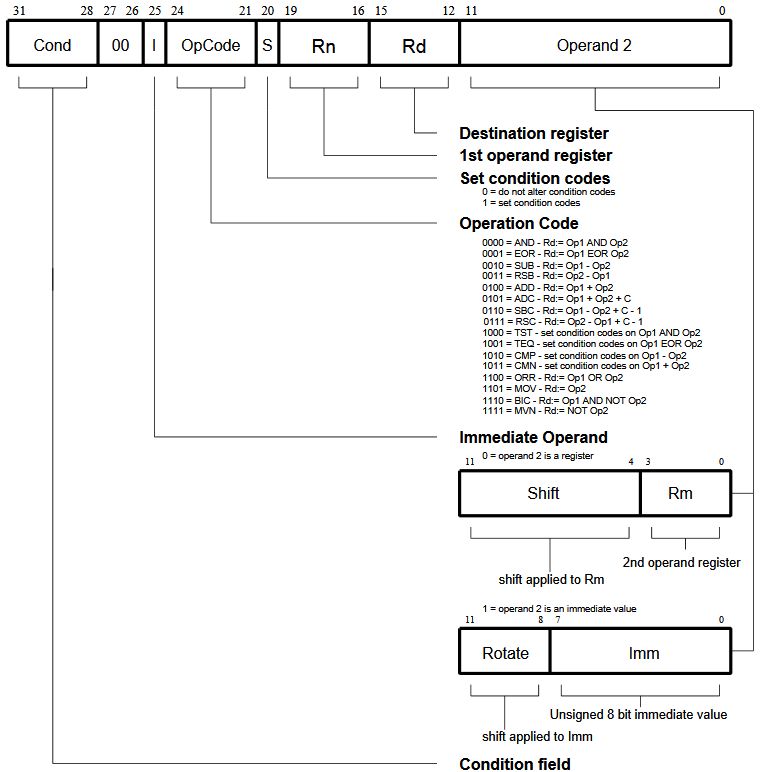 31 28 27 26 25 24 21 20 19 16 15 12 11 0
Cond 00 I OpCode S Rn Rd Operand 2
Destination register
1st operand register
Set condition codes
0 = do not alter condition codes
1 = set condition codes
Operation Code
0000 = AND - Rd:= Op1 AND Op2
0001 = EOR - Rd:= Op1 EOR Op2
0010 = SUB - Rd:= Op1 - Op2
0011 = RSB - Rd:= Op2 - Op1
0100 = ADD - Rd:= Op1 + Op2
0101 = ADC - Rd:= Op1 + Op2 + C
0110 = SBC - Rd:= Op1 - Op2 + C - 1
0111 = RSC - Rd:= Op2 - Op1 + C - 1
1000 = TST - set condition codes on Op1 AND Op2
1001 = TEQ - set condition codes on Op1 EOR Op2
1010 = CMP - set condition codes on Op1 - Op2
1011 = CMN - set condition codes on Op1 + Op2
1100 = ORR - Rd:= Op1 OR Op2
1101 = MOV - Rd:= Op2
1110 = BIC - Rd:= Op1 AND NOT Op2
1111 = MVN - Rd:= NOT Op2
Immediate Operand
0 = operand 2 is a register
11 4 3 0
Shift Rm
2nd operand register
shift applied to Rm
1 = operand 2 is an immediate value
11 8 7 0
Rotate Imm
Unsigned 8 bit immediate value
shift applied to Imm
Condition field